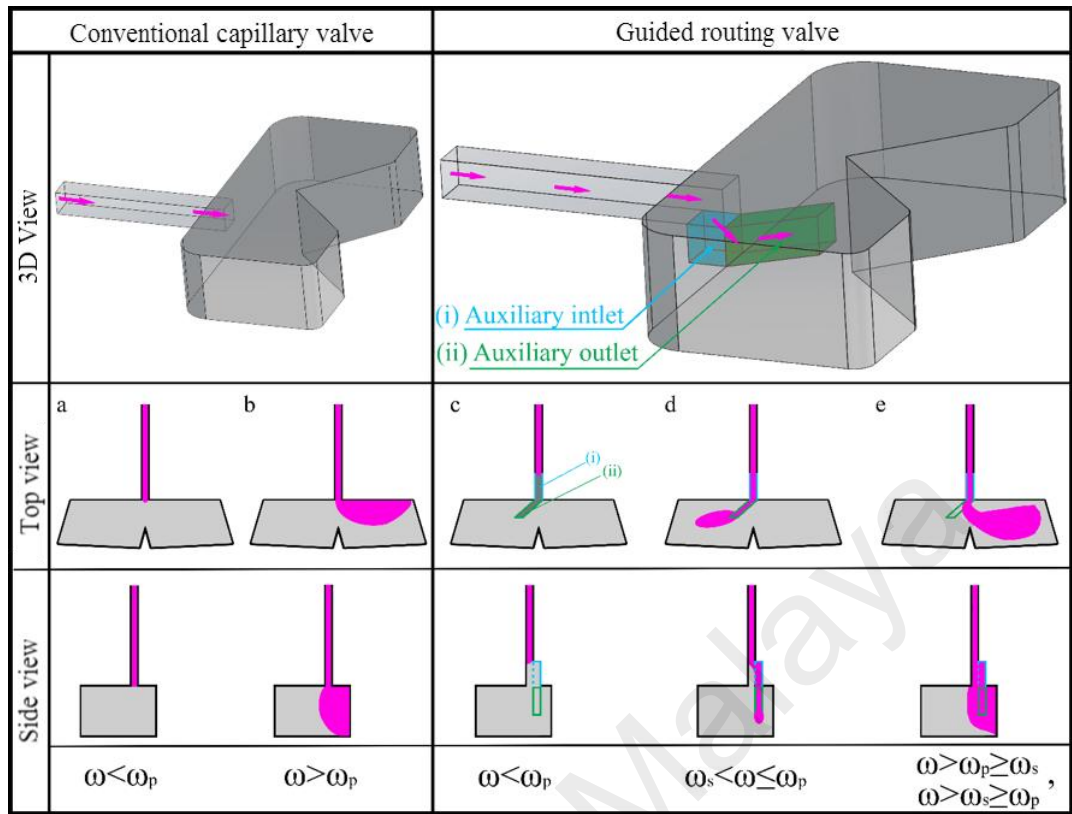 Conventional capillary valve
Guided routing valve
3D View
(i) Auxiliary intlet
(ii) Auxiliary outlet
Top view
a
b
c
d
e
(i)
(ii)
Side view
ω<ωp
ω>ωp
ω<ωp
ωs<ω≤ωp
ω>ωp≥ωs ,
ω>ωs≥ωp
Malaya